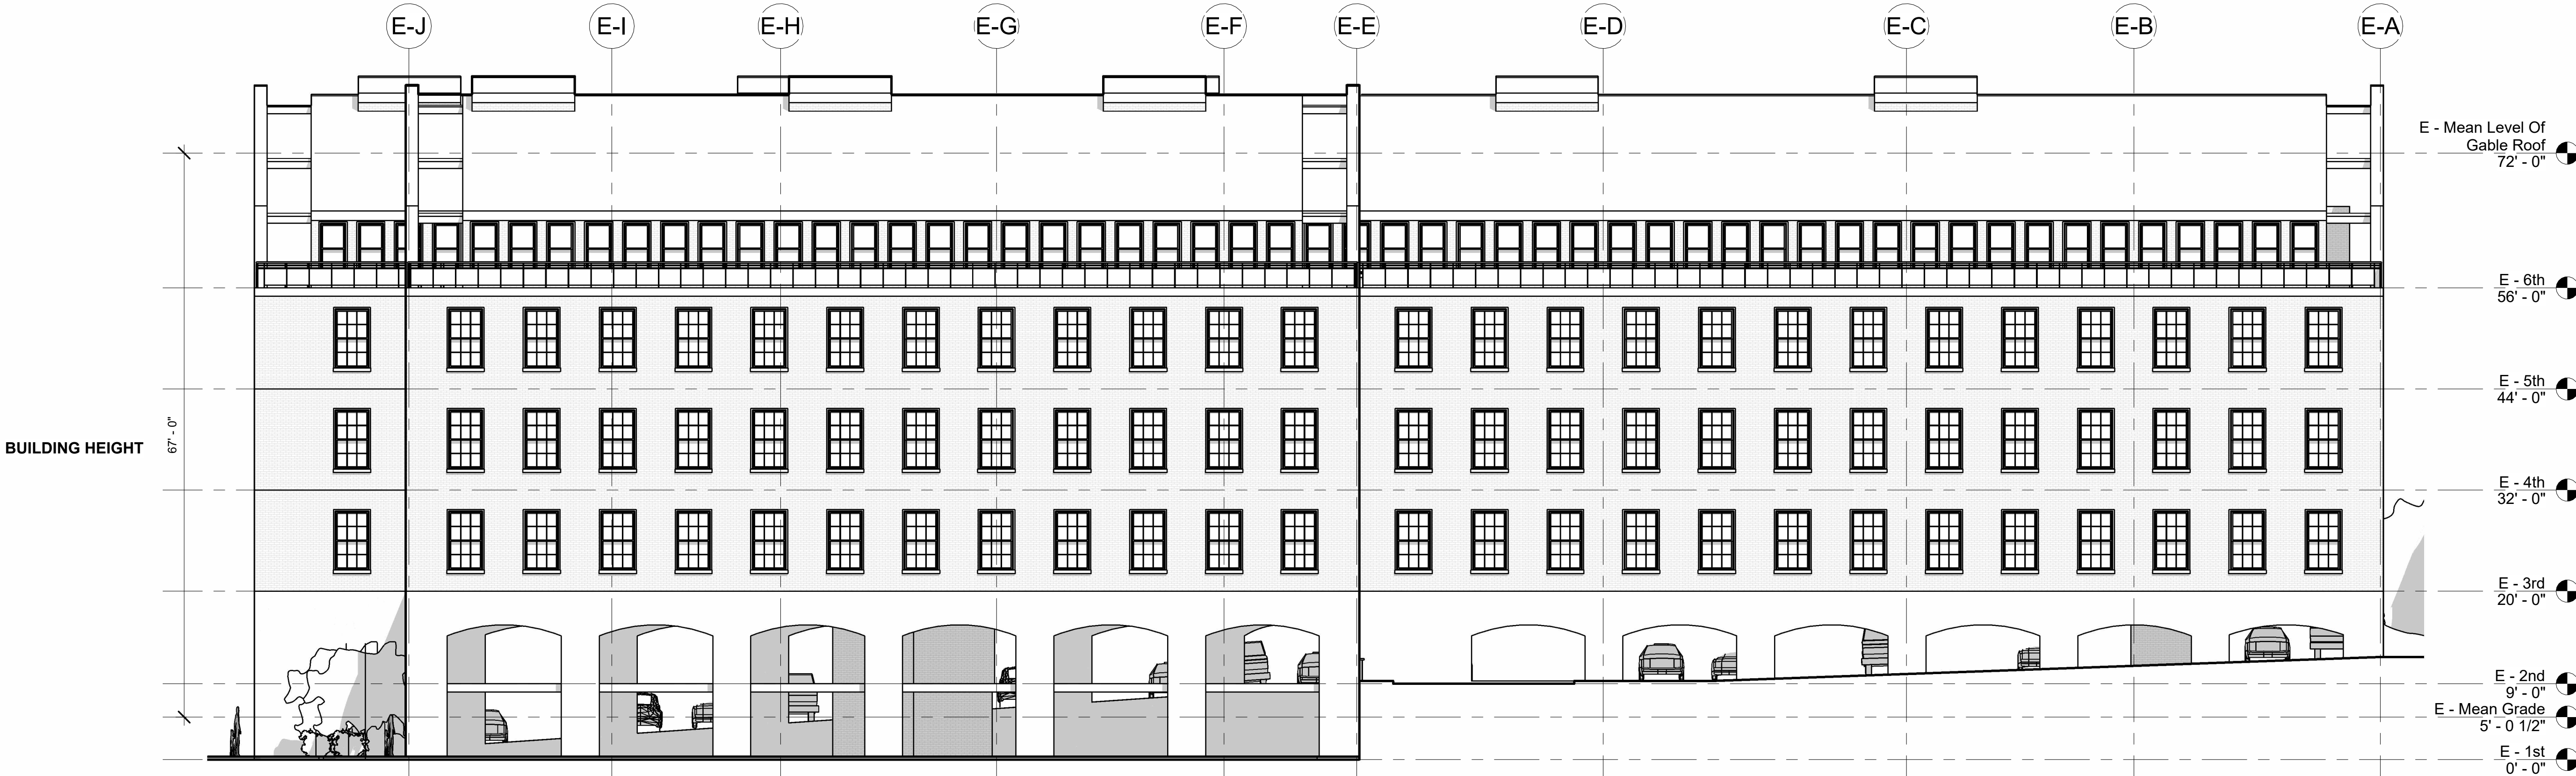 E-J E-I E-H E-G E-F E-E E-D E-C E-B E-A
E - Mean Level Of
Gable Roof
72' - 0"
E - 6th
56' - 0"
E - 5th
44' - 0"
BUILDING HEIGHT
67' - 0"
E - 4th
32' - 0"
E - 3rd
20' - 0"
E - 2nd
9' - 0"
E - Mean Grade
5' - 0 1/2"
E - 1st
0' - 0"